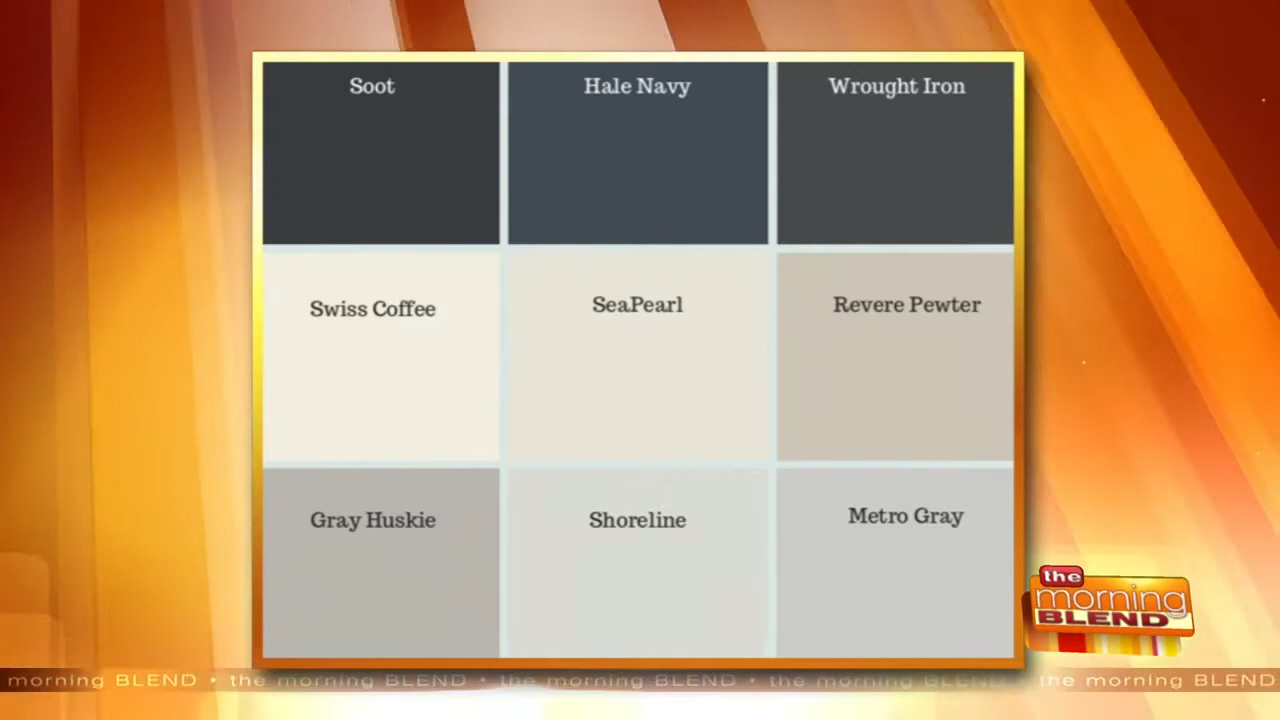 Soot
Hale Navy
Wrought Iron
Swiss Coffee
SeaPearl
Revere Pewter
Gray Huskie
Shoreline
Metro Gray
the
morning
BLEND
morning BLEND • the morning BLEND • the morning BLEND • the morning BLEND • the morning BLEND